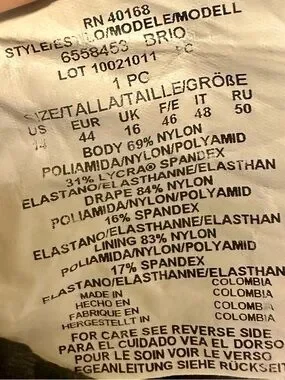 RN 40168
STYLE/ESTILO/MODELE/MODELL
6558453 BRIO
LOT 10021011 PC
1 PC
SIZE/TALLA/TAILLE/GRÖßE
US EUR UK F/E IT RU
14 44 16 46 48 50
BODY 69% NYLON
POLIAMIDA/NYLON/POLYAMID
31% LYCRA® SPANDEX
ELASTANO/ELASTHANNE/ELASTHAN
DRAPE 84% NYLON
POLIAMIDA/NYLON/POLYAMID
16% SPANDEX
ELASTANO/ELASTHANNE/ELASTHAN
LINING 83% NYLON
POLIAMIDA/NYLON/POLYAMID
17% SPANDEX
ELASTANO/ELASTHANNE/ELASTHAN
MADE IN COLOMBIA
HECHO EN COLOMBIA
FABRIQUE EN COLOMBIE
HERGESTELLT IN COLOMBIA
FOR CARE SEE REVERSE SIDE
PARA EL CUIDADO VEA EL DORSO
POUR LE SOIN VOIR LE VERSO
EGEANLEITUNG SIEHE RÜCKSEI